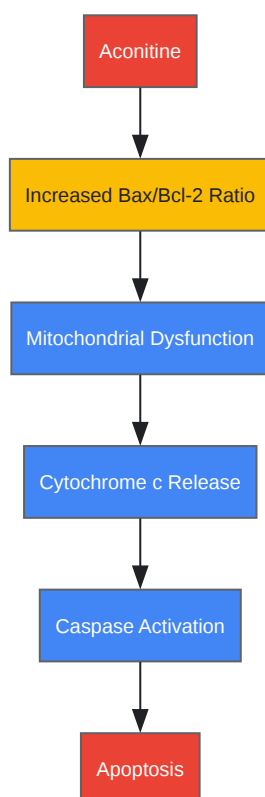 Aconitine
Increased Bax/Bcl-2 Ratio
Mitochondrial Dysfunction
Cytochrome c Release
Caspase Activation
Apoptosis